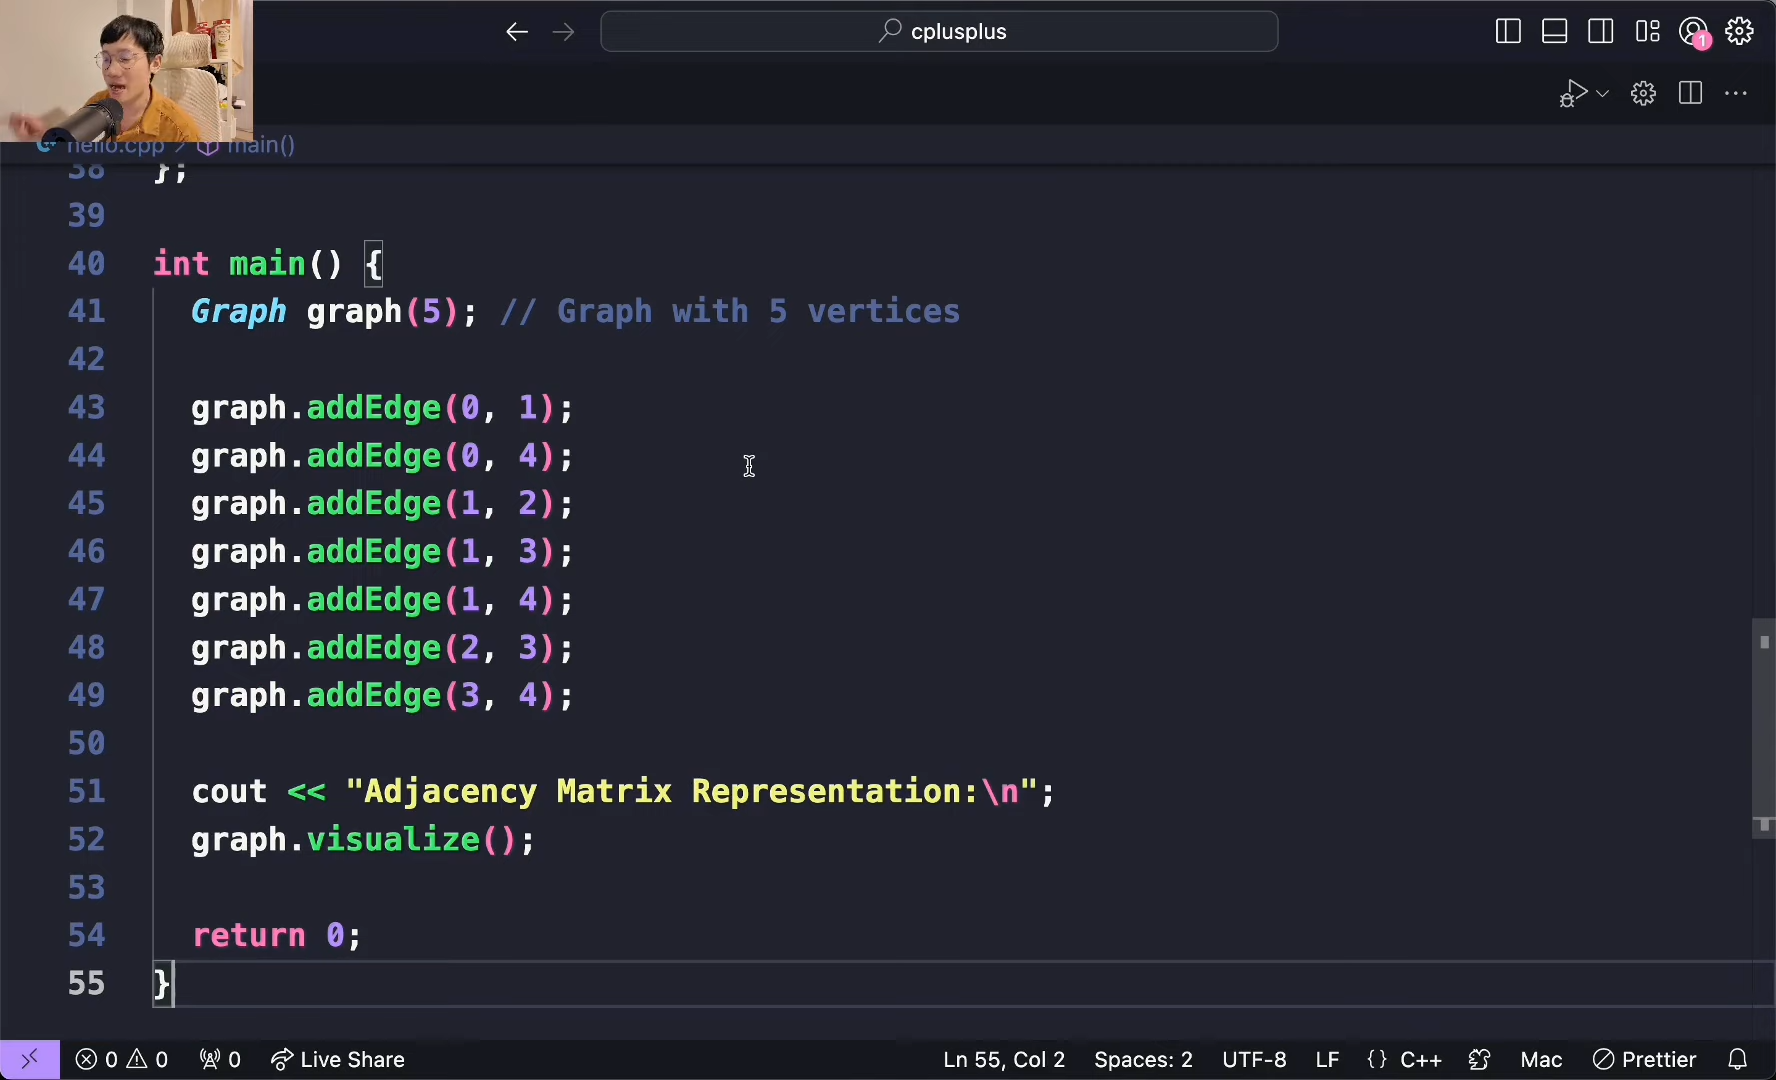 cplusplus
1
hello.cpp > main()
38 };
39
40 int main() {
41 Graph graph(5); // Graph with 5 vertices
42
43 graph.addEdge(0, 1);
44 graph.addEdge(0, 4);
45 graph.addEdge(1, 2);
46 graph.addEdge(1, 3);
47 graph.addEdge(1, 4);
48 graph.addEdge(2, 3);
49 graph.addEdge(3, 4);
50
51 cout << "Adjacency Matrix Representation:\n";
52 graph.visualize();
53
54 return 0;
55 }
0 0 0 Live Share Ln 55, Col 2 Spaces: 2 UTF-8 LF {} C++ Mac Prettier